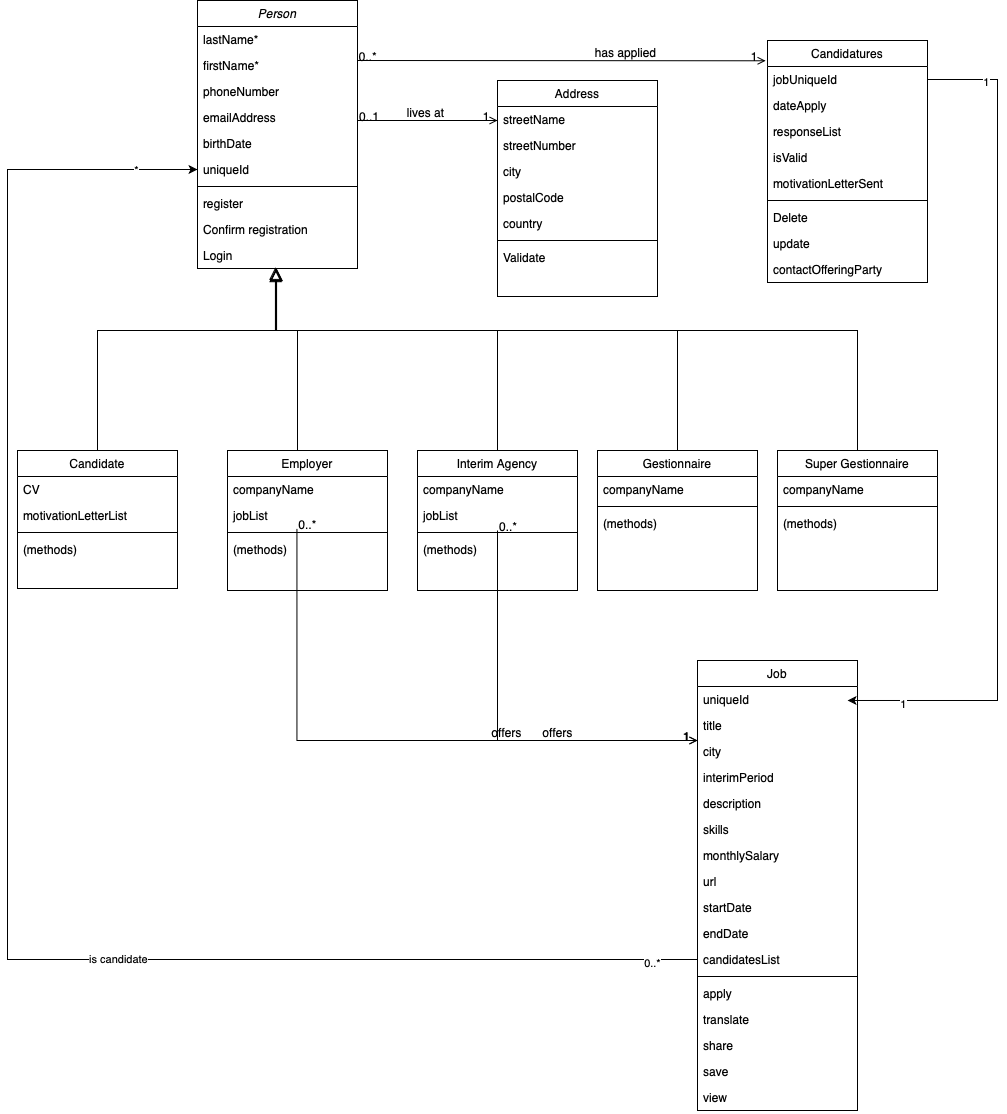 Person
lastName*
firstName*
phoneNumber
emailAddress
birthDate
uniqueId
register
Confirm registration
Login
0..*
has applied
1
0..1
lives at
1
Address
streetName
streetNumber
city
postalCode
country
Validate
Candidatures
jobUniqueId
dateApply
responseList
isValid
motivationLetterSent
Delete
update
contactOfferingParty
1
*
Candidate
CV
motivationLetterList
(methods)
Employer
companyName
jobList
0..*
(methods)
Interim Agency
companyName
jobList
0..*
(methods)
Gestionnaire
companyName
(methods)
Super Gestionnaire
companyName
(methods)
offers
offers
1
1
Job
uniqueId
title
city
interimPeriod
description
skills
monthlySalary
url
startDate
endDate
candidatesList
apply
translate
share
save
view
is candidate
0..*